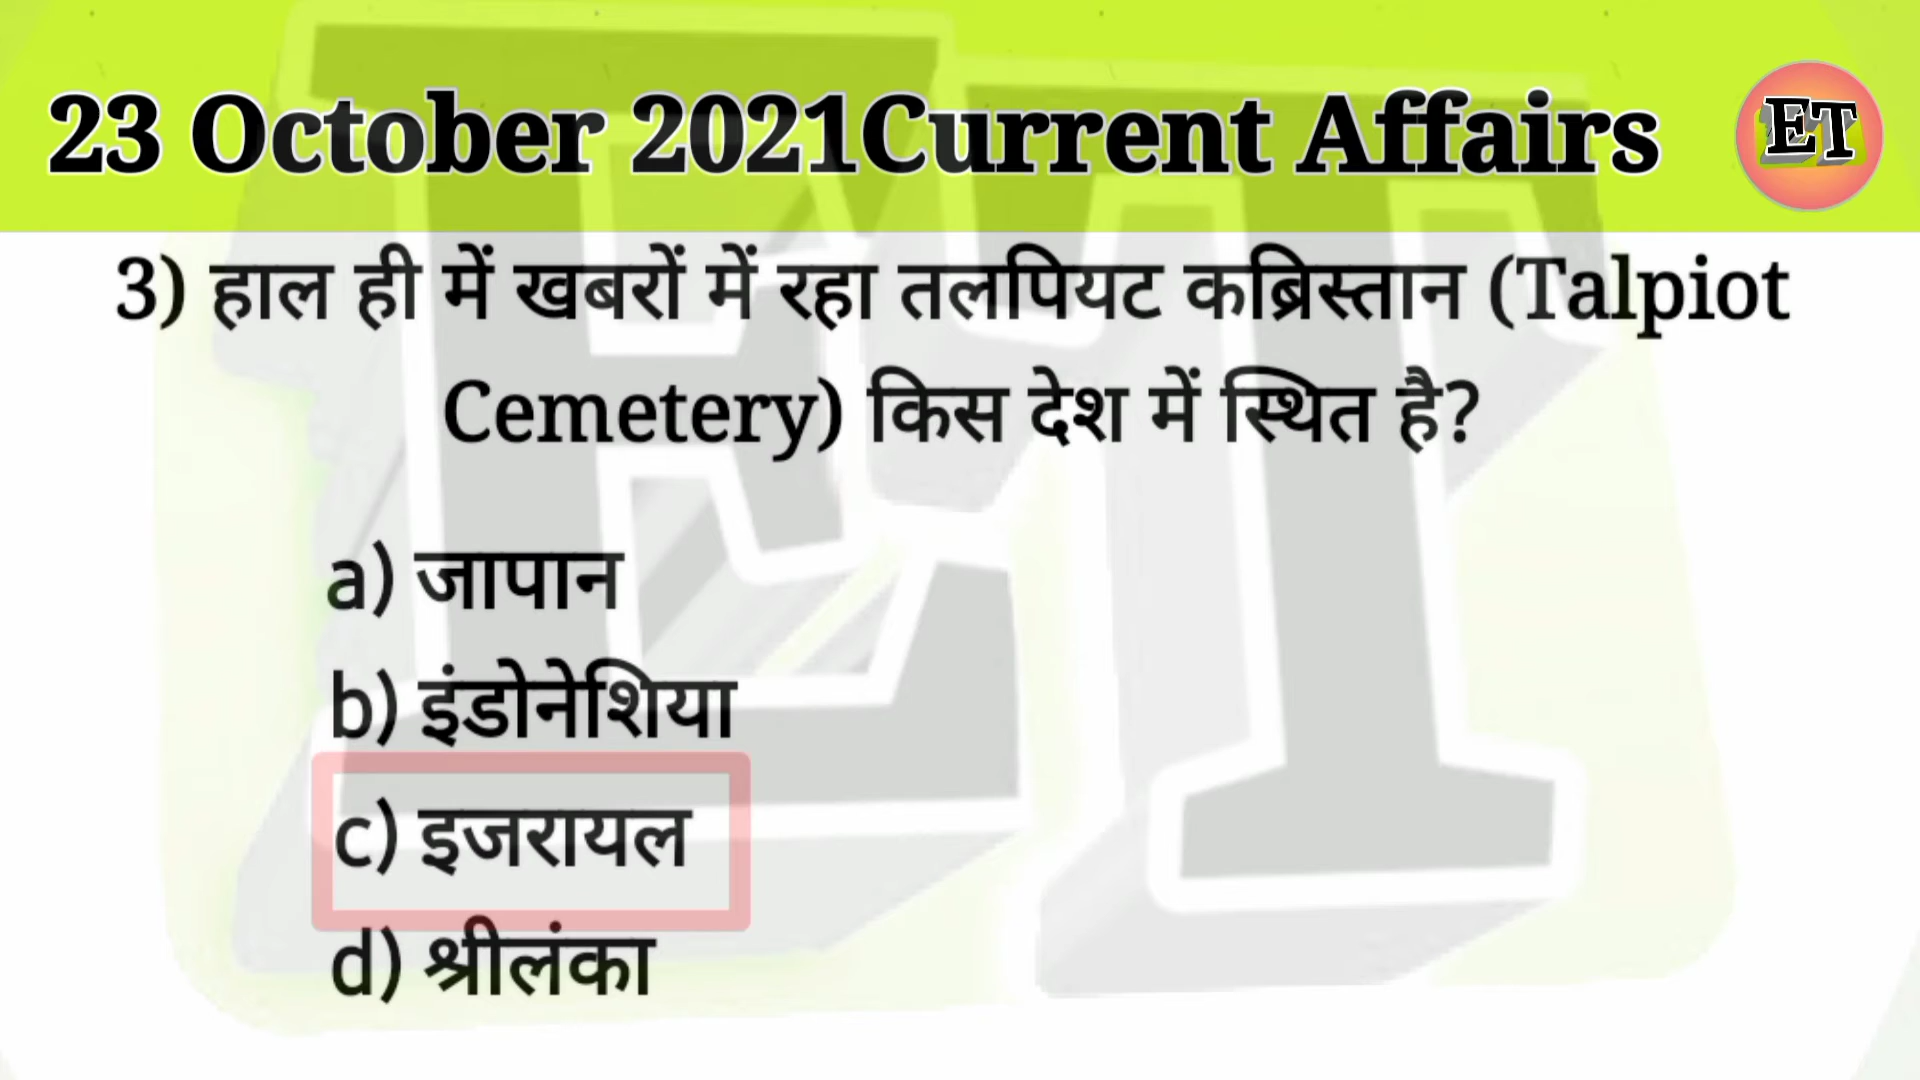 23 October 2021Current Affairs
ET
3) हाल ही में खबरों में रहा तलपियट कब्रिस्तान (Talpiot
Cemetery) किस देश में स्थित है?
a) जापान
b) इंडोनेशिया
c) इजरायल
d) श्रीलंका